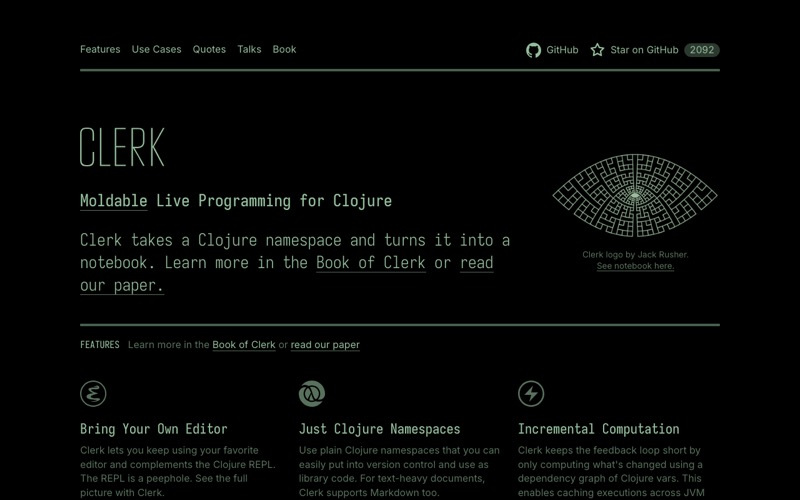 Features Use Cases Quotes Talks Book GitHub Star on GitHub 2092
CLERK
Moldable Live Programming for Clojure
Clerk takes a Clojure namespace and turns it into a
notebook. Learn more in the Book of Clerk or read
our paper.
Clerk logo by Jack Rusher.
See notebook here.
FEATURES Learn more in the Book of Clerk or read our paper
Bring Your Own Editor
Clerk lets you keep using your favorite
editor and complements the Clojure REPL.
The REPL is a peephole. See the full
picture with Clerk.
Just Clojure Namespaces
Use plain Clojure namespaces that you can
easily put into version control and use as
library code. For text-heavy documents,
Clerk supports Markdown too.
Incremental Computation
Clerk keeps the feedback loop short by
only computing what's changed using a
dependency graph of Clojure vars. This
enables caching executions across JVM